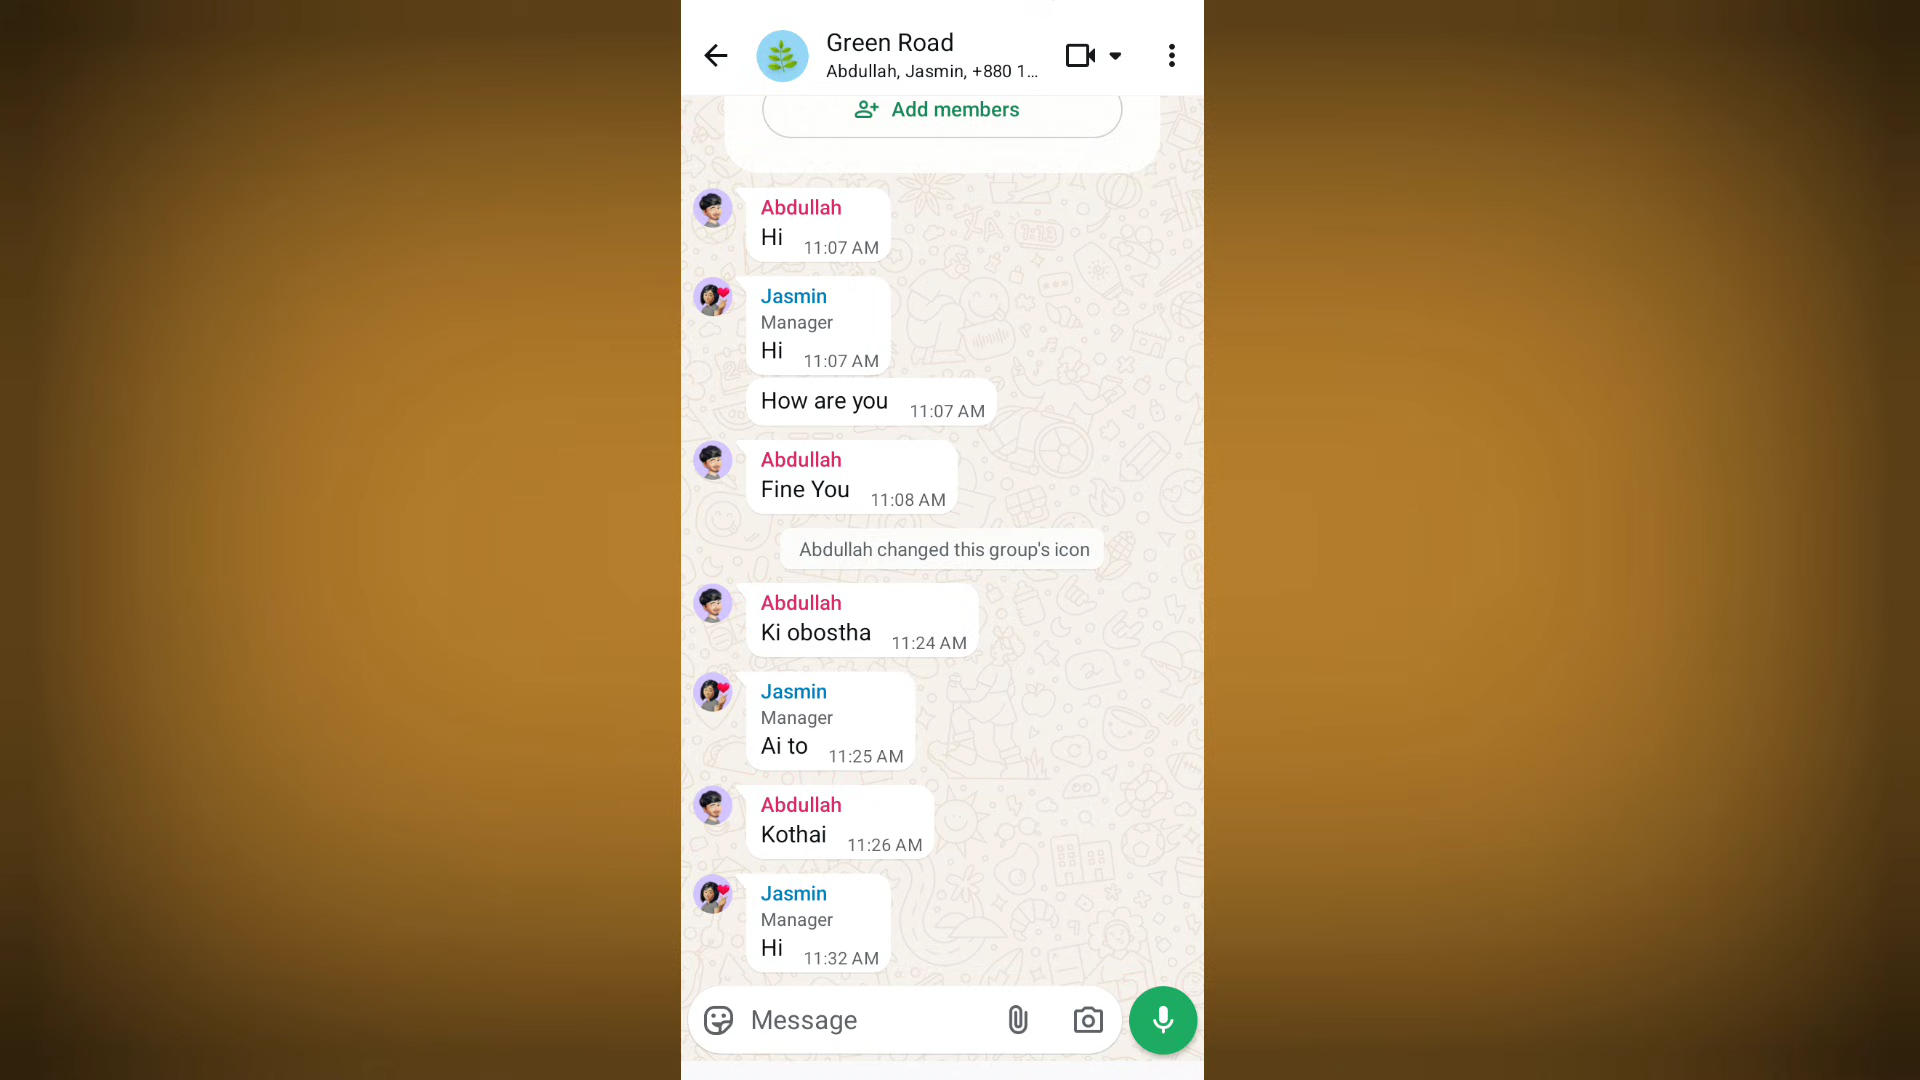 Green Road
Abdullah, Jasmin, +880 1...
Add members
Abdullah
Hi 11:07 AM
Jasmin
Manager
Hi 11:07 AM
How are you 11:07 AM
Abdullah
Fine You 11:08 AM
Abdullah changed this group's icon
Abdullah
Ki obostha 11:24 AM
Jasmin
Manager
Ai to 11:25 AM
Abdullah
Kothai 11:26 AM
Jasmin
Manager
Hi 11:32 AM
Message